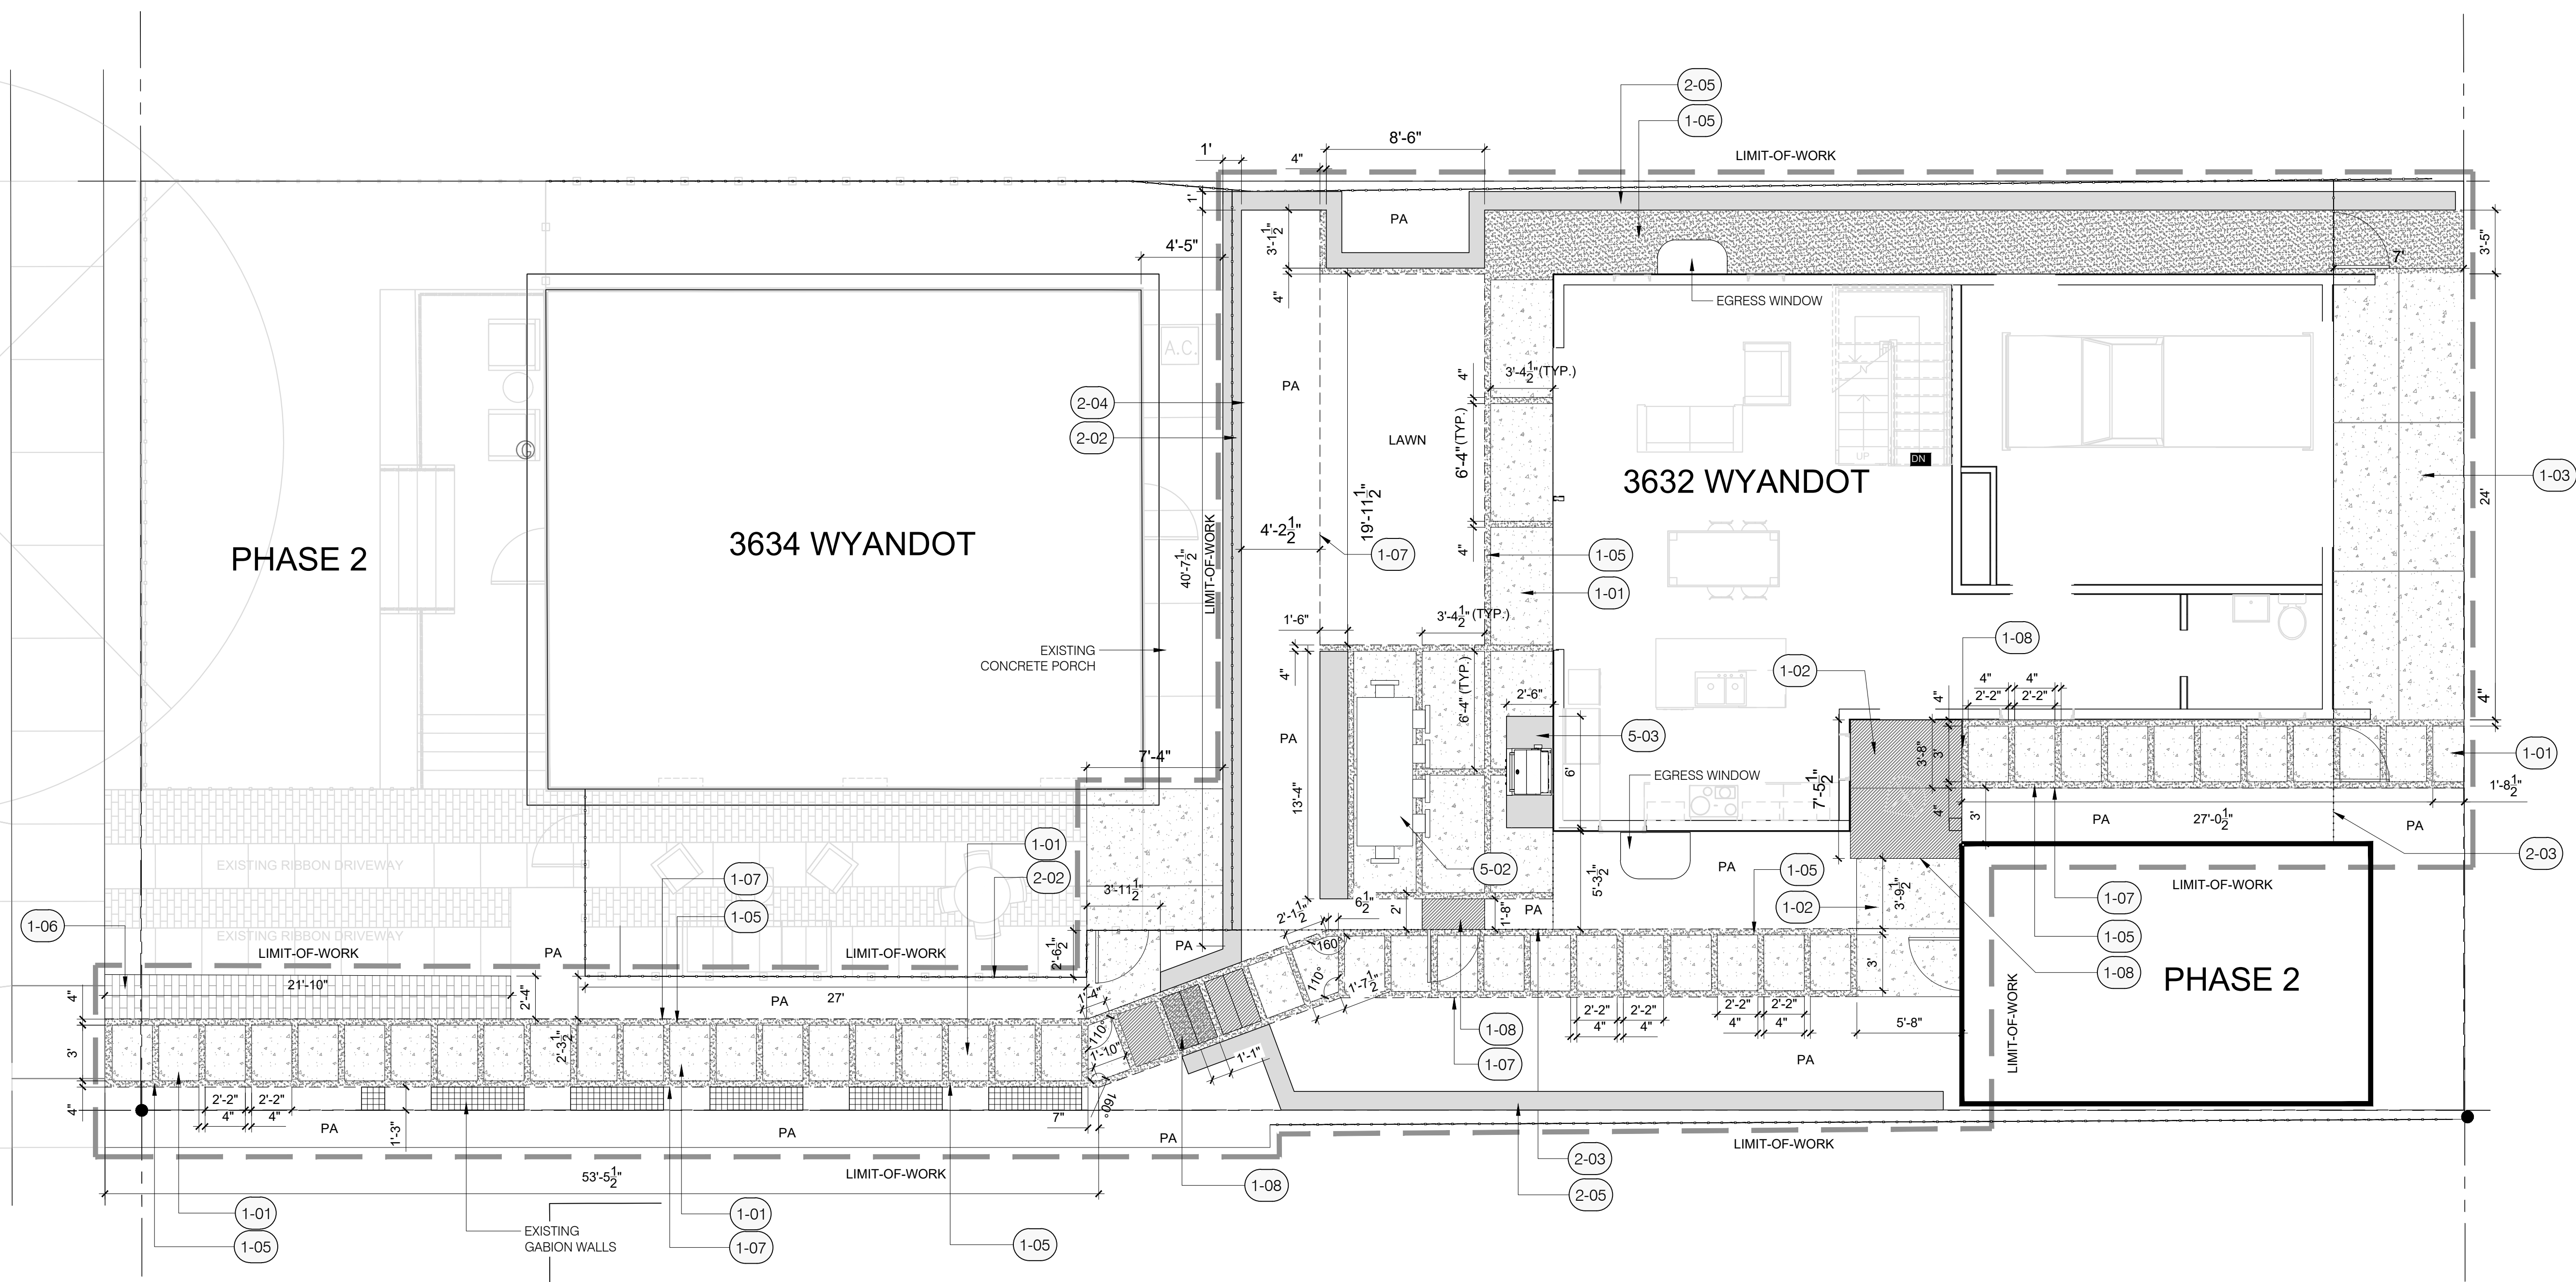 2-05
1-05
LIMIT-OF-WORK
8'-6"
1'
4"
1'
PA
3'-1 1/2"
4'-5"
4"
7'
3'-5"
EGRESS WINDOW
A.C.
PA
4"
3'-4 1/2" (TYP.)
2-04
2-02
LAWN
6'-4" (TYP.)
N
UP
DN
3632 WYANDOT
1-03
24'
G
19'-11 1/2"
3634 WYANDOT
PHASE 2
4'-2 1/2"
40'-7 1/2"
LIMIT-OF-WORK
1-07
4"
1-05
1-01
1'-6"
3'-4 1/2" (TYP.)
EXISTING
CONCRETE PORCH
1-08
1-02
4"
6'-4" (TYP.)
2'-6"
4"
4"
2'-2"
2'-2"
4"
4"
PA
5-03
7'-4"
6'
EGRESS WINDOW
7'-5 1/2"
3'-8"
3'
4"
1-01
1'-8 1/2"
13'-4"
3'
PA
27'-0 1/2"
PA
2-03
1-01
EXISTING RIBBON DRIVEWAY
5-02
PA
1-05
1-07
2-02
3'-11 1/2"
5'-3 1/2"
3'-9 1/2"
LIMIT-OF-WORK
1-05
1-02
1-07
1-06
EXISTING RIBBON DRIVEWAY
2'-1 1/2"
6 1/2"
2'
1'-8"
PA
1-05
LIMIT-OF-WORK
PA
LIMIT-OF-WORK
2'-6 1/2"
PA
160°
3'
1-08
PHASE 2
21'-10"
4"
2'-4"
PA
27'
1'-4"
110°
1'-7 1/2"
2'-2"
2'-2"
2'-2"
2'-2"
4"
4"
4"
4"
5'-8"
LIMIT-OF-WORK
3'
2'-3 1/2"
110°
1'-10"
1-08
1-07
1'-1"
PA
4"
2'-2"
2'-2"
4"
4"
PA
1'-3"
PA
7"
160°
PA
LIMIT-OF-WORK
53'-5 1/2"
LIMIT-OF-WORK
1-08
2-03
2-05
1-01
1-05
EXISTING
GABION WALLS
1-01
1-07
1-05